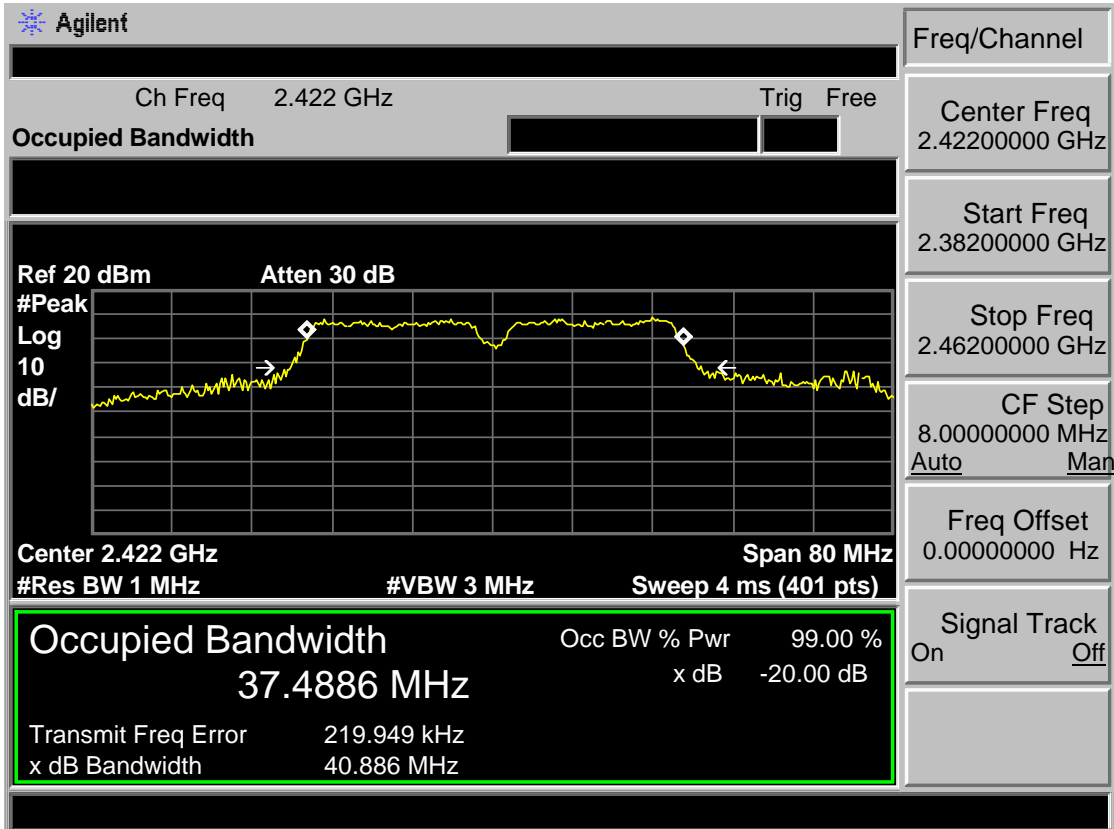 Agilent
Ch Freq 2.422 GHz Trig Free
Occupied Bandwidth
Ref 20 dBm Atten 30 dB
#Peak
Log
10
dB/
Center 2.422 GHz Span 80 MHz
#Res BW 1 MHz #VBW 3 MHz Sweep 4 ms (401 pts)
Occupied Bandwidth
37.4886 MHz
Occ BW % Pwr 99.00 %
x dB -20.00 dB
Transmit Freq Error 219.949 kHz
x dB Bandwidth 40.886 MHz
Freq/Channel
Center Freq
2.42200000 GHz
Start Freq
2.38200000 GHz
Stop Freq
2.46200000 GHz
CF Step
8.00000000 MHz
Auto Man
Freq Offset
0.00000000 Hz
Signal Track
On Off